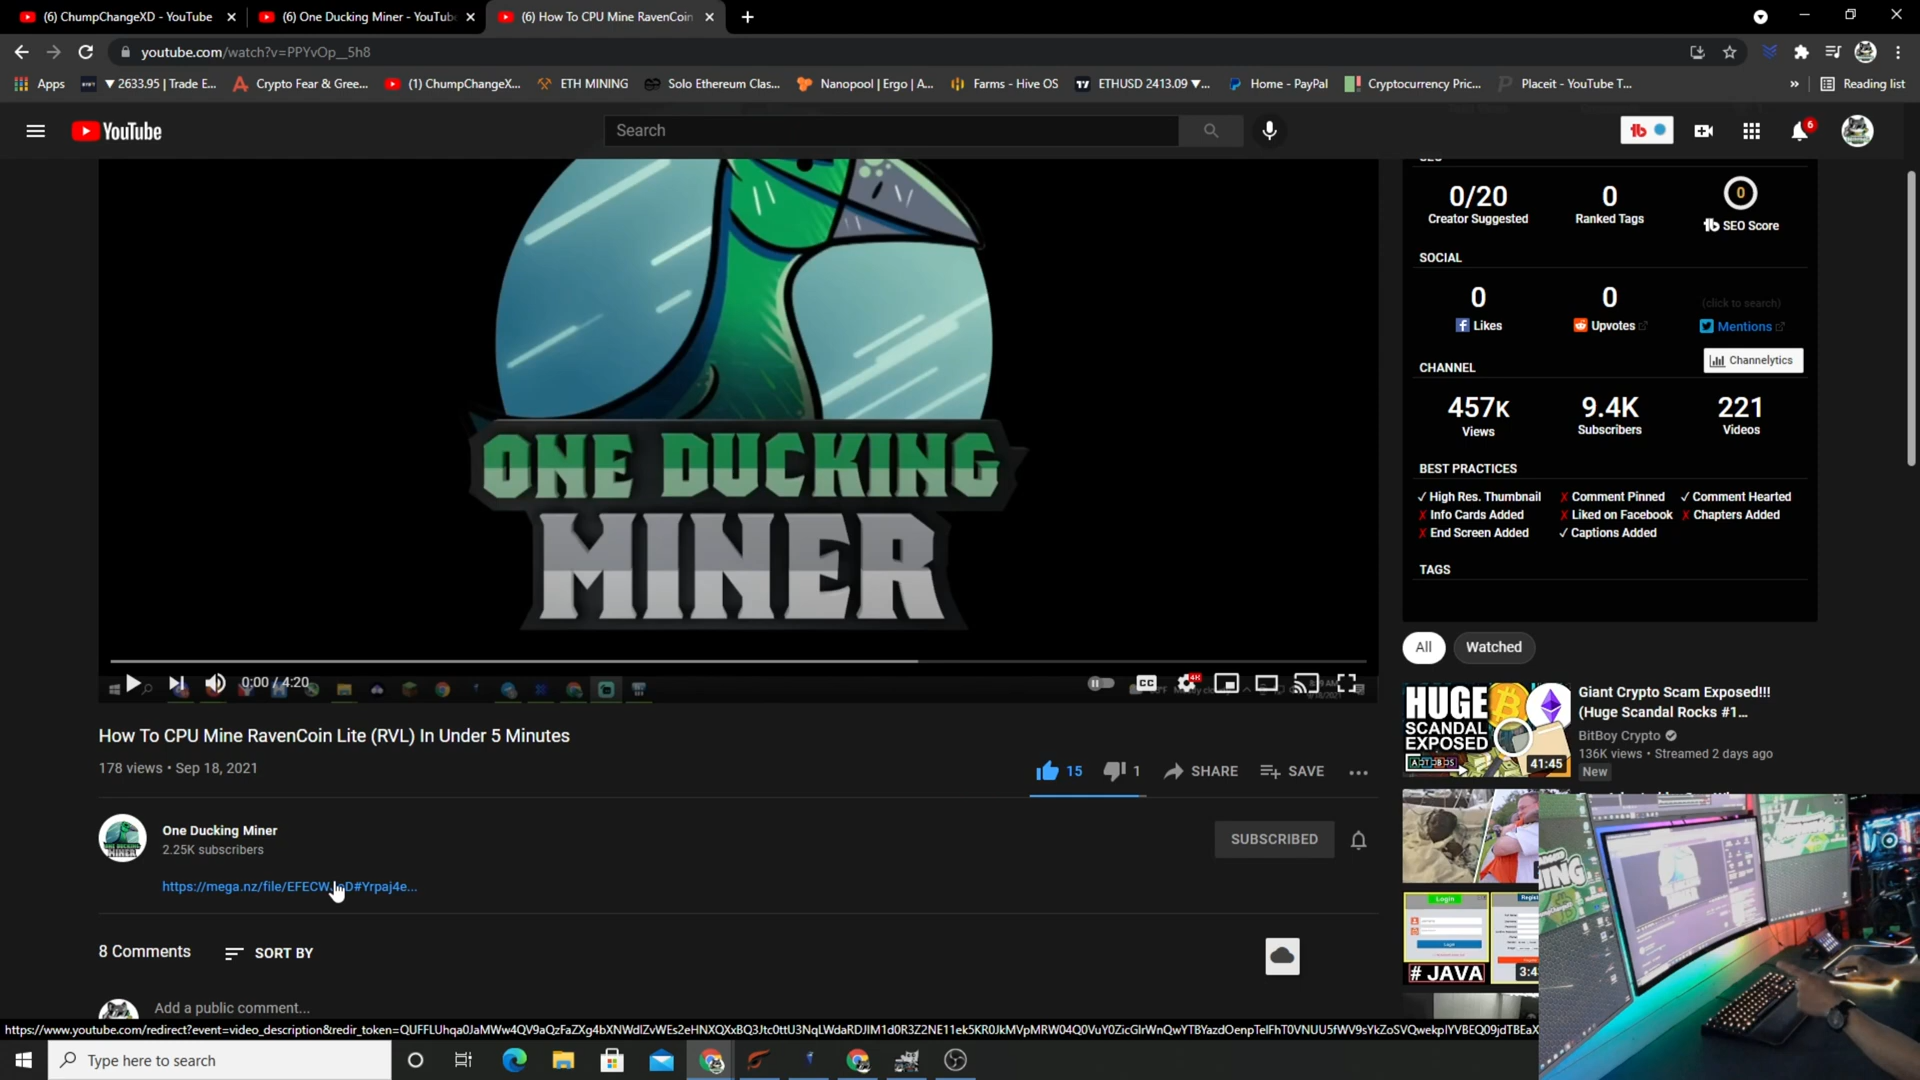 (6) ChumpChangeXD - YouTube
(6) One Ducking Miner - YouTub
(6) How To CPU Mine RavenCoin
youtube.com/watch?v=PPYvOp__5h8
Apps
▼ 2633.95 | Trade E...
Crypto Fear & Gree...
(1) ChumpChangeX...
ETH MINING
Solo Ethereum Clas...
Nanopool | Ergo | A...
Farms - Hive OS
ETHUSD 2413.09 ▼...
Home - PayPal
Cryptocurrency Pric...
Placeit - YouTube T...
»
Reading list
YouTube
Search
6
ONE DUCKING
MINER
0:00 / 4:20
CC
4K
0/20
Creator Suggested
0
Ranked Tags
0
SEO Score
SOCIAL
0
Likes
0
Upvotes
(click to search)
Mentions
CHANNEL
Channelytics
457K
Views
9.4K
Subscribers
221
Videos
BEST PRACTICES
✓ High Res. Thumbnail
✗ Comment Pinned
✓ Comment Hearted
✗ Info Cards Added
✗ Liked on Facebook
✗ Chapters Added
✗ End Screen Added
✓ Captions Added
TAGS
All
Watched
How To CPU Mine RavenCoin Lite (RVL) In Under 5 Minutes
178 views • Sep 18, 2021
15
1
SHARE
SAVE
One Ducking Miner
2.25K subscribers
SUBSCRIBED
https://mega.nz/file/EFECW
D#Yrpaj4e...
8 Comments
SORT BY
Add a public comment...
HUGE
SCANDAL
EXPOSED
41:45
Giant Crypto Scam Exposed!!!
(Huge Scandal Rocks #1...
BitBoy Crypto
136K views • Streamed 2 days ago
New
Login
# JAVA
Type here to search